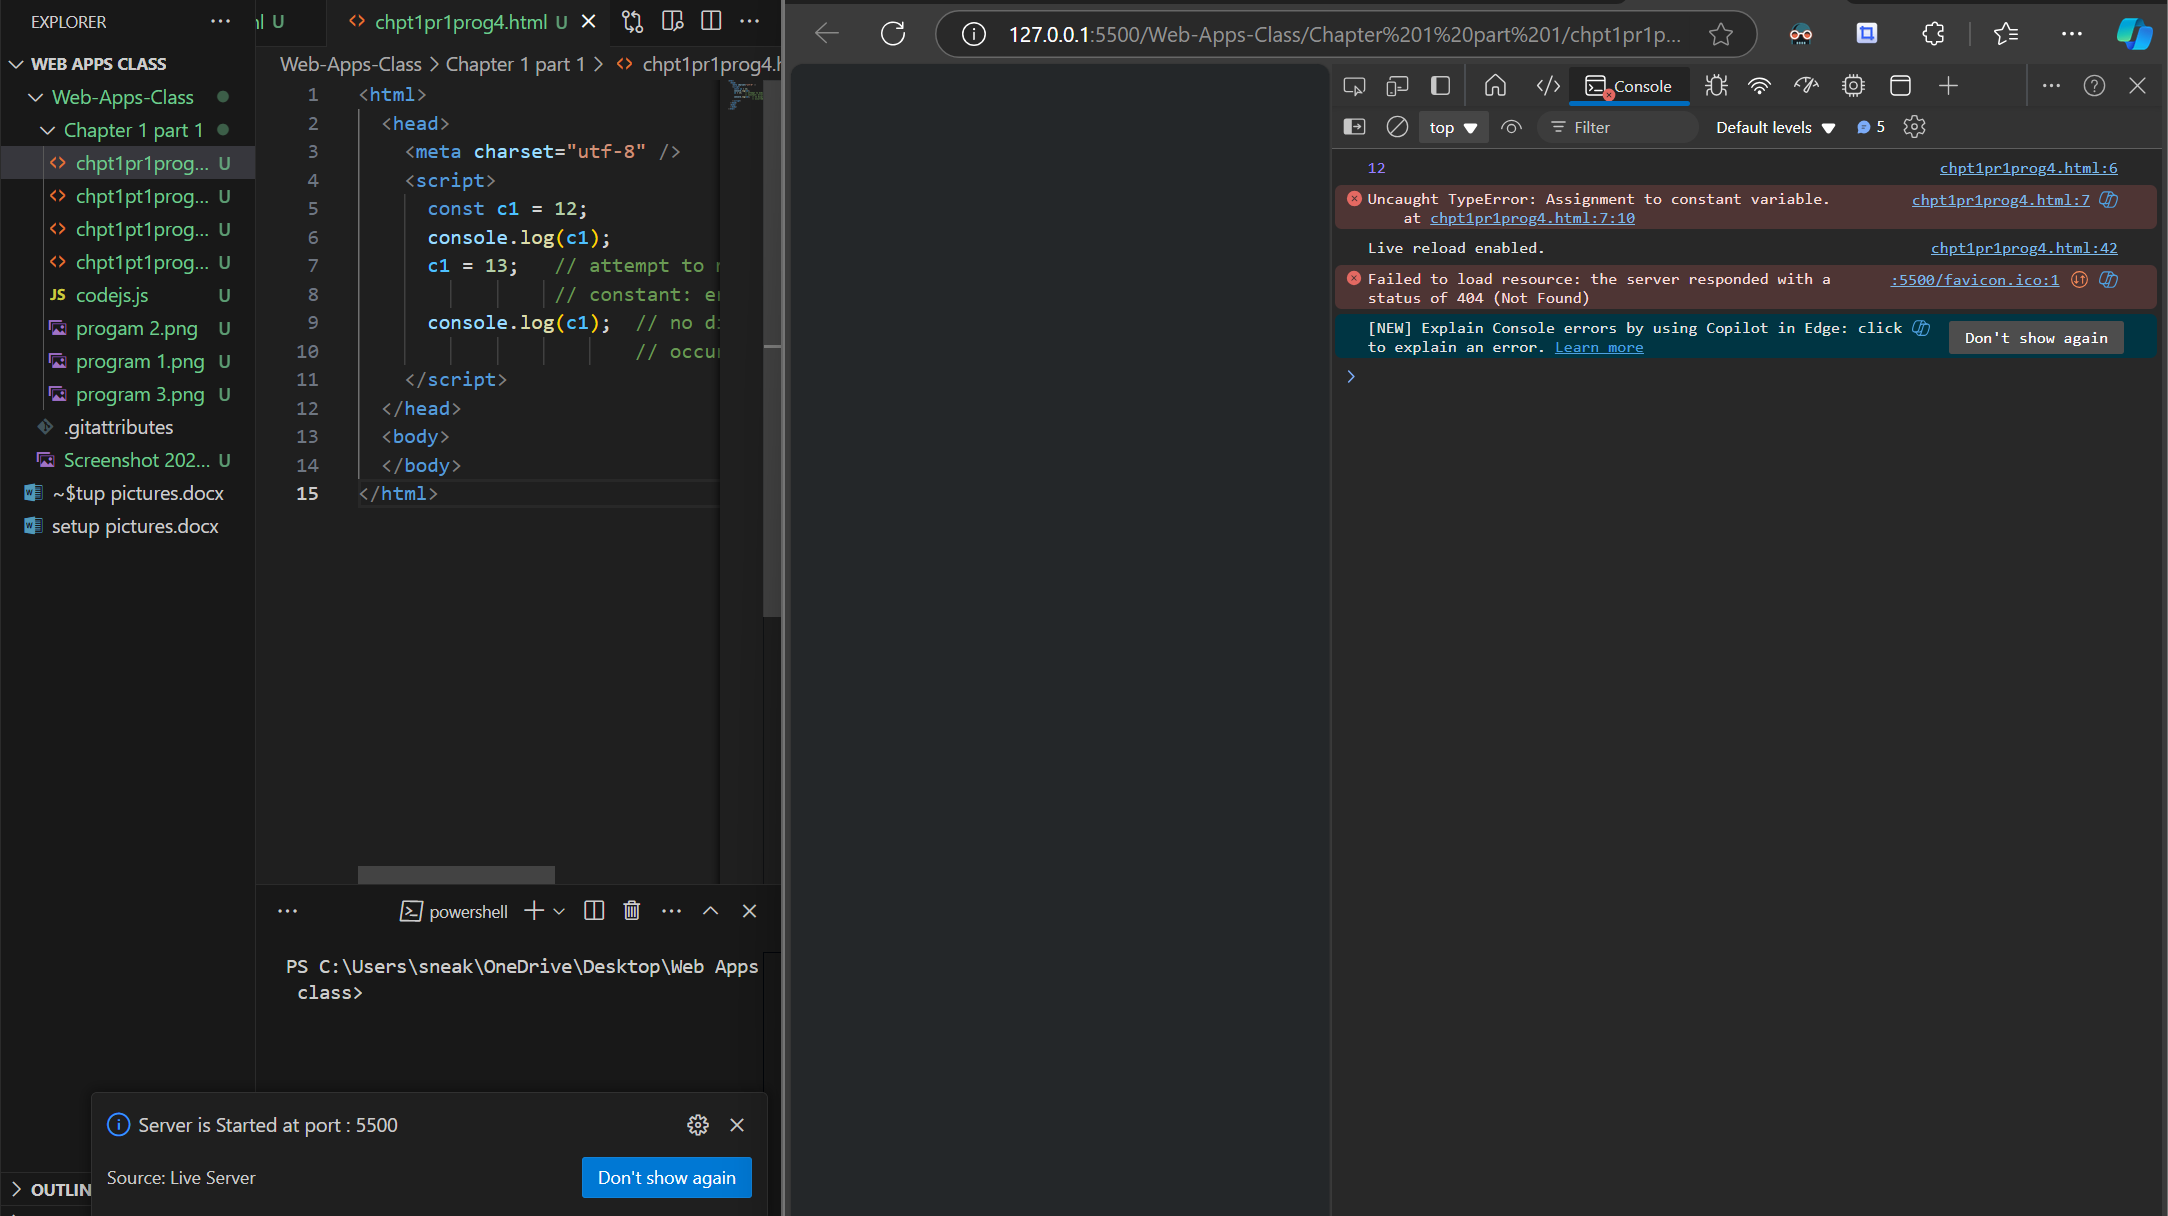 EXPLORER
WEB APPS CLASS
Web-Apps-Class
Chapter 1 part 1
chpt1pr1prog... U
chpt1pt1prog... U
chpt1pt1prog... U
chpt1pt1prog... U
JS codejs.js U
progam 2.png U
program 1.png U
program 3.png U
.gitattributes
Screenshot 202... U
~$tup pictures.docx
setup pictures.docx
OUTLIN
U
chpt1pr1prog4.html U
Web-Apps-Class > Chapter 1 part 1 > chpt1pr1prog4.h
1 <html>
2 <head>
3 <meta charset="utf-8" />
4 <script>
5 const c1 = 12;
6 console.log(c1);
7 c1 = 13; // attempt to
8 // constant:
9 console.log(c1); // no
10 //
11 </script>
12 </head>
13 <body>
14 </body>
15 </html>
powershell
PS C:\Users\sneak\OneDrive\Desktop\Web Apps
class>
Server is Started at port : 5500
Source: Live Server
Don't show again
127.0.0.1:5500/Web-Apps-Class/Chapter%201%20part%201/chpt1pr1p...
Console
top
Filter
Default levels
5
12 chpt1pr1prog4.html:6
Uncaught TypeError: Assignment to constant variable. chpt1pr1prog4.html:7
at chpt1pr1prog4.html:7:10
Live reload enabled. chpt1pr1prog4.html:42
Failed to load resource: the server responded with a :5500/favicon.ico:1
status of 404 (Not Found)
[NEW] Explain Console errors by using Copilot in Edge: click
to explain an error. Learn more
Don't show again